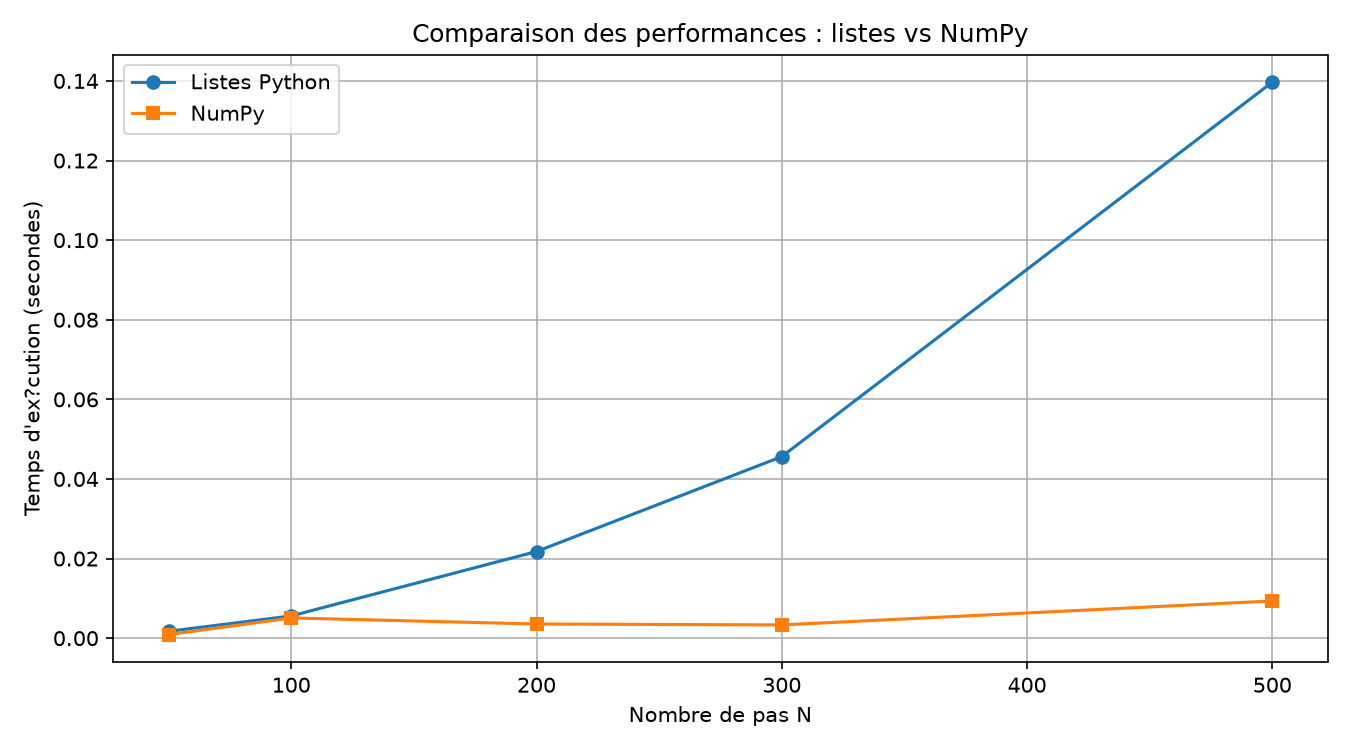 Comparaison des performances : listes vs NumPy
Listes Python
NumPy
Temps d'ex?cution (secondes)
0.14
0.12
0.10
0.08
0.06
0.04
0.02
0.00
100 200 300 400 500
Nombre de pas N